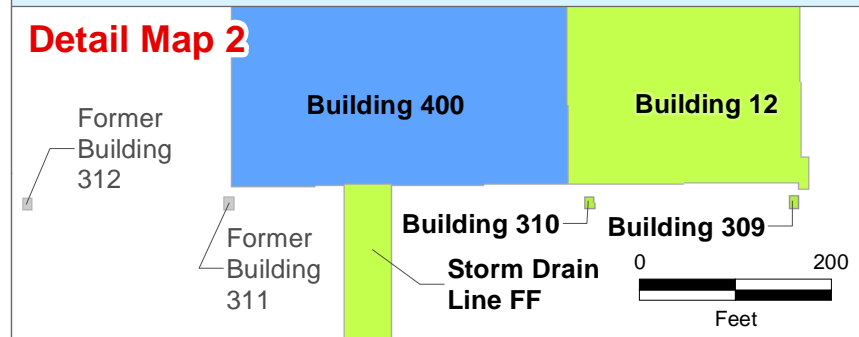 Detail Map 2
Building 400
Building 12
Former
Building
312
Building 310
Building 309
Former
Building
311
Storm Drain
Line FF
0 200
Feet